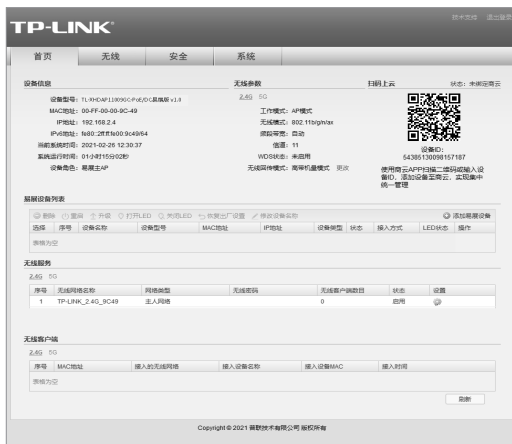 技术支持 退出登录
TP-LINK®
首页 无线 安全 系统
设备信息 无线参数 扫码上云 状态：未绑定商云
设备型号：TL-XHDAP1180
MAC地址：00-FF-00-00-9C-49
IP地址：192.168.2.4
IPv6地址：fe80::2ff:ff:fe00:9c49/64
当前系统时间：2021-02-26 12:30:37
系统运行时间：01小时15分02秒
设备角色：易展主AP
2.4G 5G
工作模式：AP模式
无线模式：802.11b/g/n/ax
频段带宽：自动
信道：11
WDS状态：未启用
无线回传模式：高带机量模式 更改
设备ID:
54385130098157187
使用商云APP扫描二维码或输入设
备ID，添加设备至商云，实现集中
统一管理
易展设备列表
删除 重启 升级 打开LED 关闭LED 恢复出厂设置 修改设备名称 添加易展设备
选择 序号 设备名称 设备型号 MAC地址 IP地址 设备类型 状态 接入方式 LED状态 操作
表格为空
无线服务
2.4G 5G
序号 无线网络名称 网络类型 无线密码 无线客户端数目 状态 设置
1 TP-LINK_2.4G_9C49 主人网络 0 启用
无线客户端
2.4G 5G
序号 MAC地址 接入的无线网络 接入设备名称 接入设备MAC 接入时间
表格为空
刷新
Copyright © 2021 普联技术有限公司 版权所有